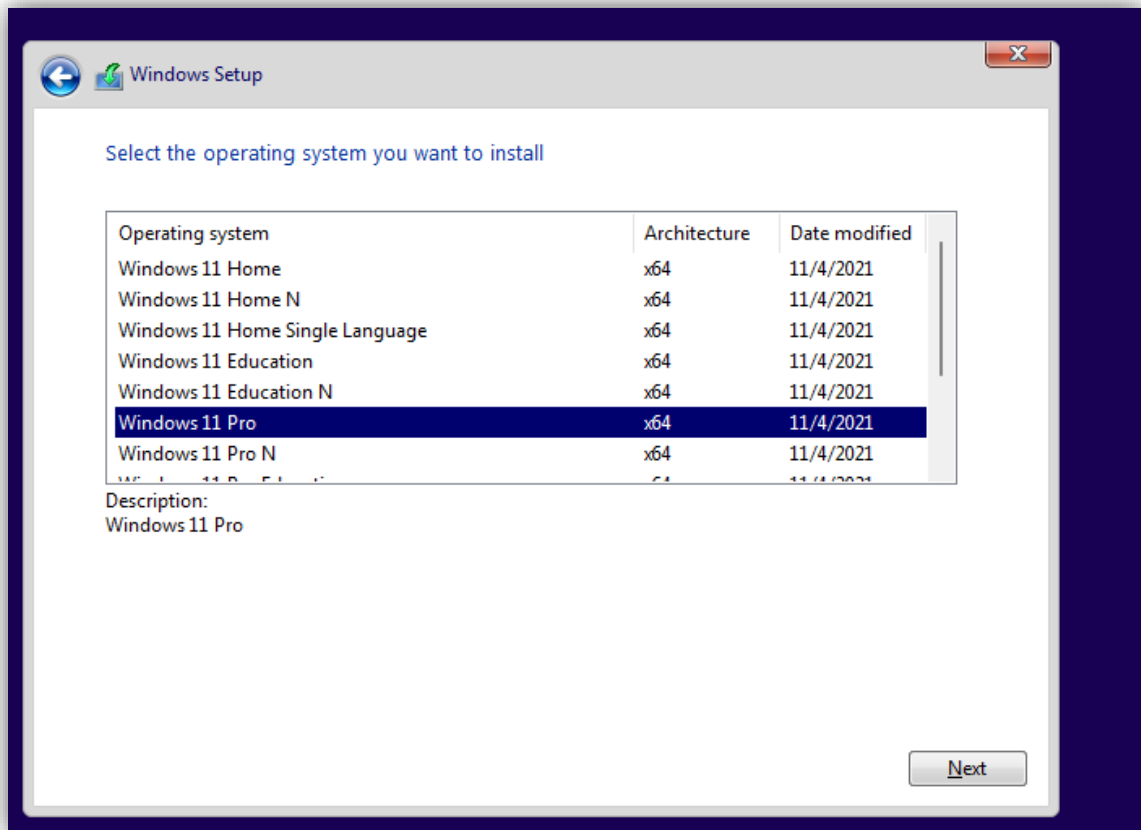 Windows Setup
X
Select the operating system you want to install
Operating system Architecture Date modified
Windows 11 Home x64 11/4/2021
Windows 11 Home N x64 11/4/2021
Windows 11 Home Single Language x64 11/4/2021
Windows 11 Education x64 11/4/2021
Windows 11 Education N x64 11/4/2021
Windows 11 Pro x64 11/4/2021
Windows 11 Pro N x64 11/4/2021
Description:
Windows 11 Pro
Next